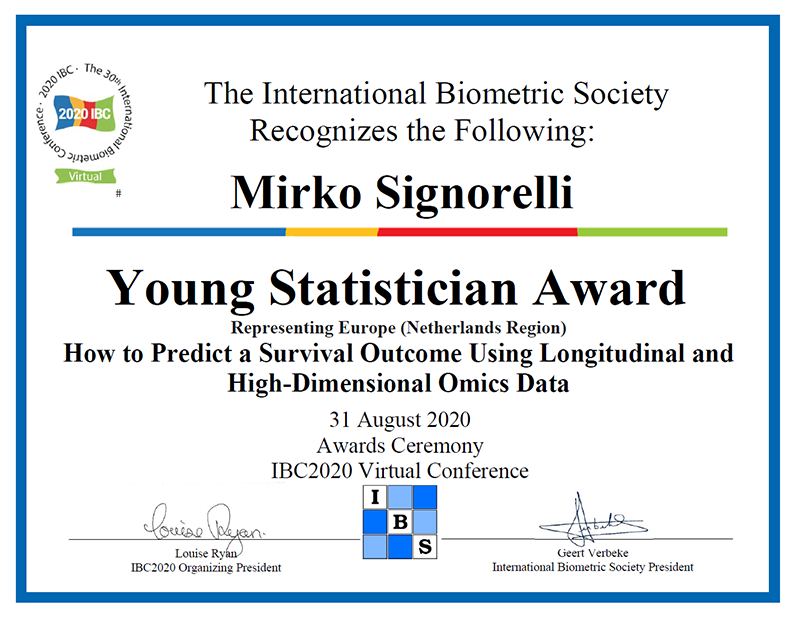 2020 IBC · The 30th International Biometric Conference ·
2020 IBC
Virtual
#
The International Biometric Society
Recognizes the Following:
Mirko Signorelli
Young Statistician Award
Representing Europe (Netherlands Region)
How to Predict a Survival Outcome Using Longitudinal and
High-Dimensional Omics Data
31 August 2020
Awards Ceremony
IBC2020 Virtual Conference
Louise Ryan.
Louise Ryan
IBC2020 Organizing President
I
B
S
Geert Verbeke
International Biometric Society President